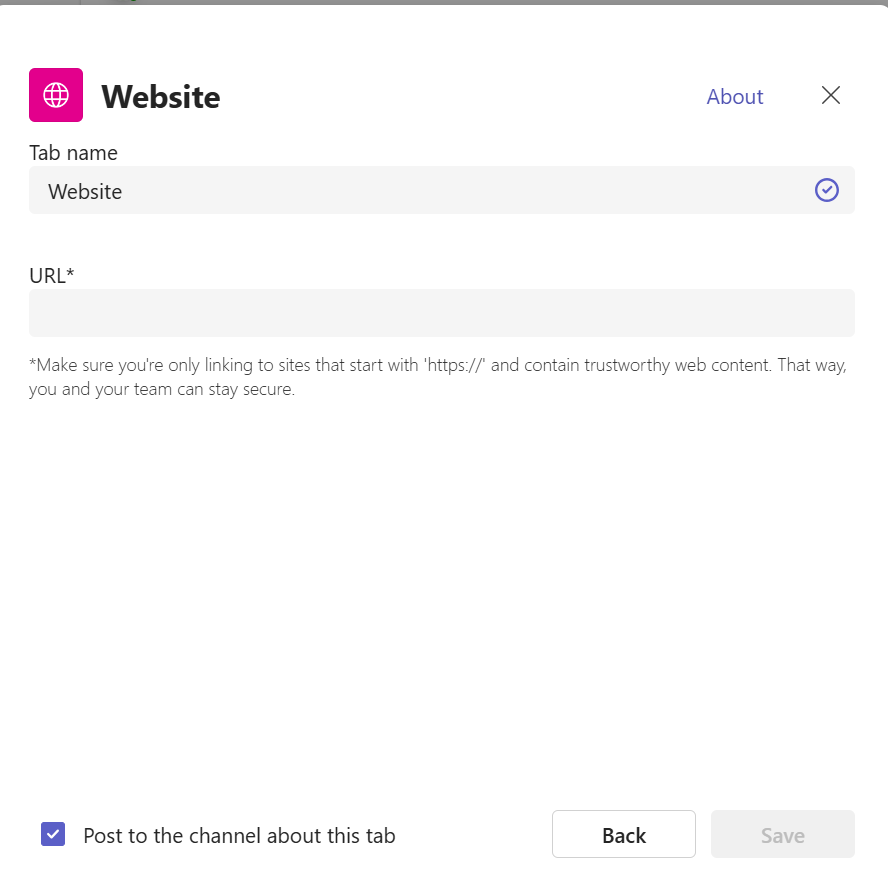 Website
About
Tab name
Website
URL*
*Make sure you're only linking to sites that start with 'https://' and contain trustworthy web content. That way,
you and your team can stay secure.
Post to the channel about this tab
Back
Save